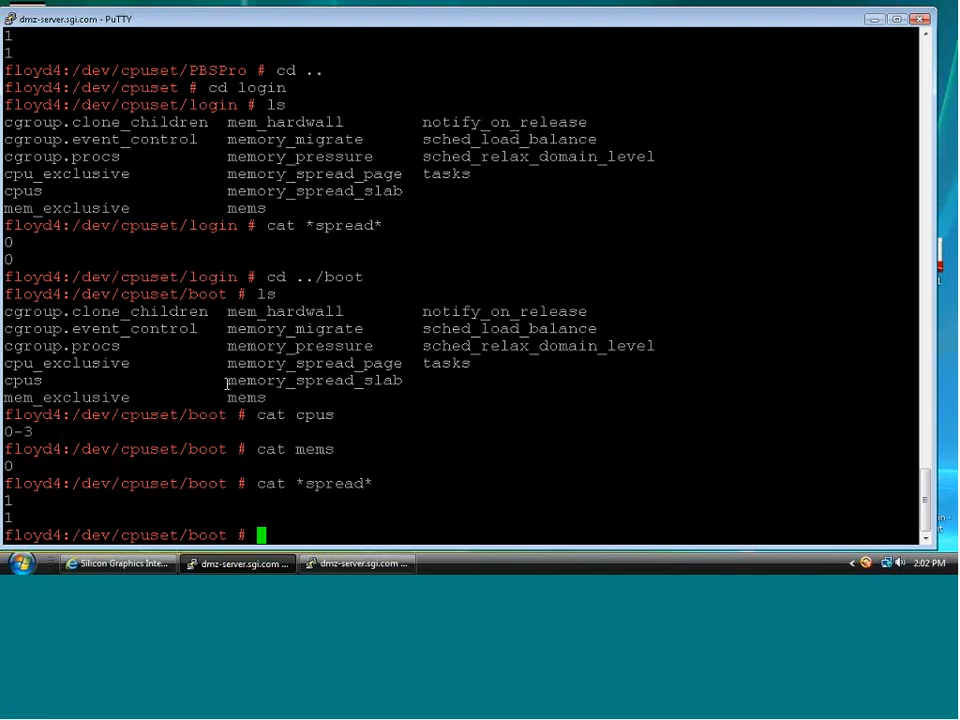 dmz-server.sgi.com - PuTTY
1
1
floyd4:/dev/cpuset/PBSPro # cd ..
floyd4:/dev/cpuset # cd login
floyd4:/dev/cpuset/login # ls
cgroup.clone_children mem_hardwall notify_on_release
cgroup.event_control memory_migrate sched_load_balance
cgroup.procs memory_pressure sched_relax_domain_level
cpu_exclusive memory_spread_page tasks
cpus memory_spread_slab
mem_exclusive mems
floyd4:/dev/cpuset/login # cat *spread*
0
0
floyd4:/dev/cpuset/login # cd ../boot
floyd4:/dev/cpuset/boot # ls
cgroup.clone_children mem_hardwall notify_on_release
cgroup.event_control memory_migrate sched_load_balance
cgroup.procs memory_pressure sched_relax_domain_level
cpu_exclusive memory_spread_page tasks
cpus memory_spread_slab
mem_exclusive mems
floyd4:/dev/cpuset/boot # cat cpus
0-3
floyd4:/dev/cpuset/boot # cat mems
0
floyd4:/dev/cpuset/boot # cat *spread*
1
1
floyd4:/dev/cpuset/boot #
Silicon Graphics Inte... dmz-server.sgi.com ... dmz-server.sgi.com ... 2:02 PM